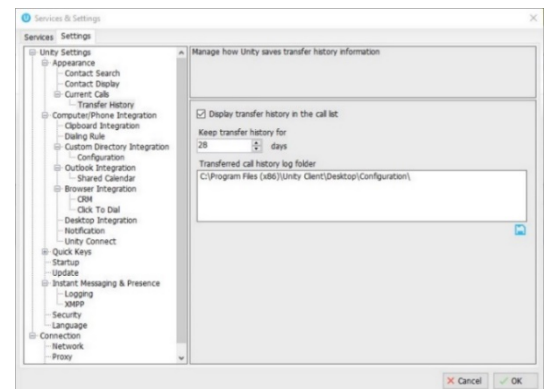 Services & Settings
Services Settings
Unity Settings
Appearance
Contact Search
Contact Display
Current Calls
Transfer History
Computer/Phone Integration
Clipboard Integration
Dialing Rule
Custom Directory Integration
Configuration
Outlook Integration
Shared Calendar
Browser Integration
CRM
Click To Dial
Desktop Integration
Notification
Unity Connect
Quick Keys
Startup
Update
Instant Messaging & Presence
Logging
XMPP
Security
Language
Connection
Network
Proxy
Manage how Unity saves transfer history information
Display transfer history in the call list
Keep transfer history for
28 days
Transferred call history log folder
C:\Program Files (x86)\Unity Client\Desktop\Configuration\
Cancel OK